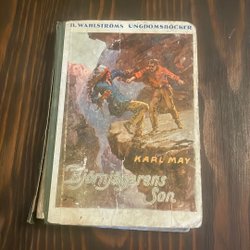 B. WAHLSTRÖMS UNGDOMSBÖCKER
KARL MAY
Björnjägarens
Son